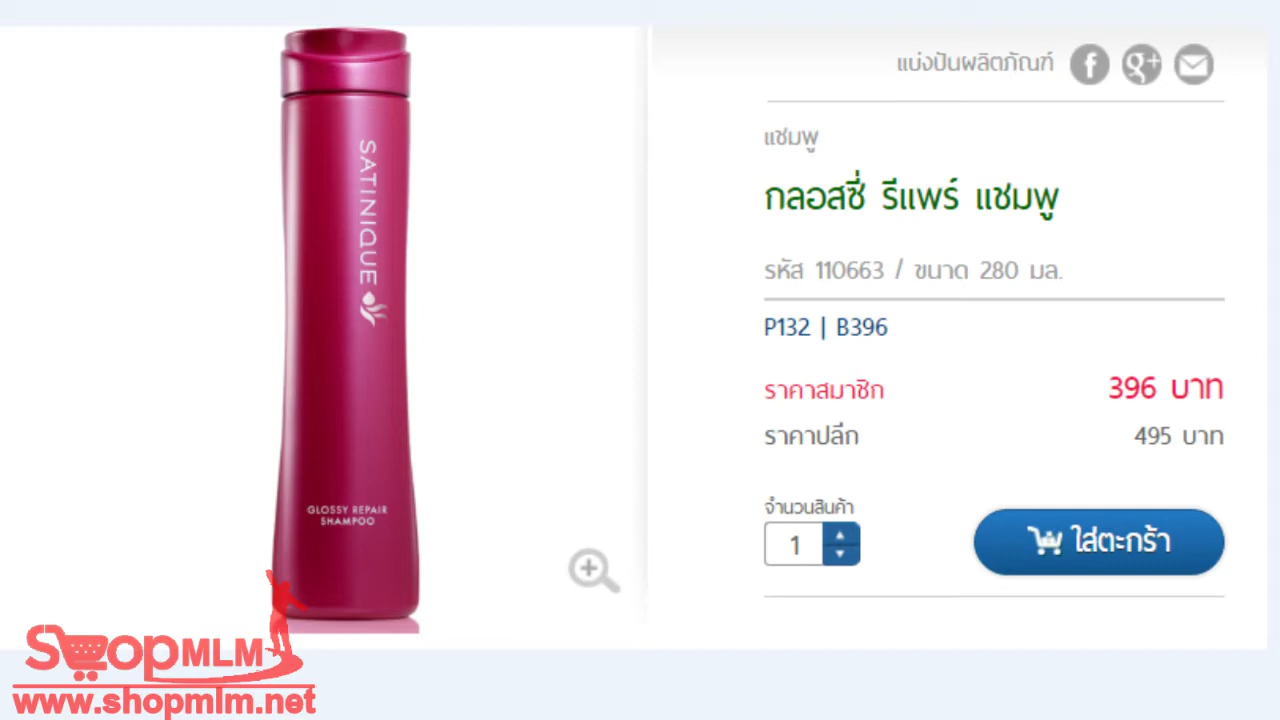 SATINIQUE
GLOSSY REPAIR
SHAMPOO
แบ่งปันผลิตภัณฑ์
แชมพู
กลอสซี่ รีแพร์ แชมพู
รหัส 110663 / ขนาด 280 มล.
P132 | B396
ราคาสมาชิก 396 บาท
ราคาปลีก 495 บาท
จำนวนสินค้า
1
ใส่ตะกร้า
SHOPMLM
www.shopmlm.net